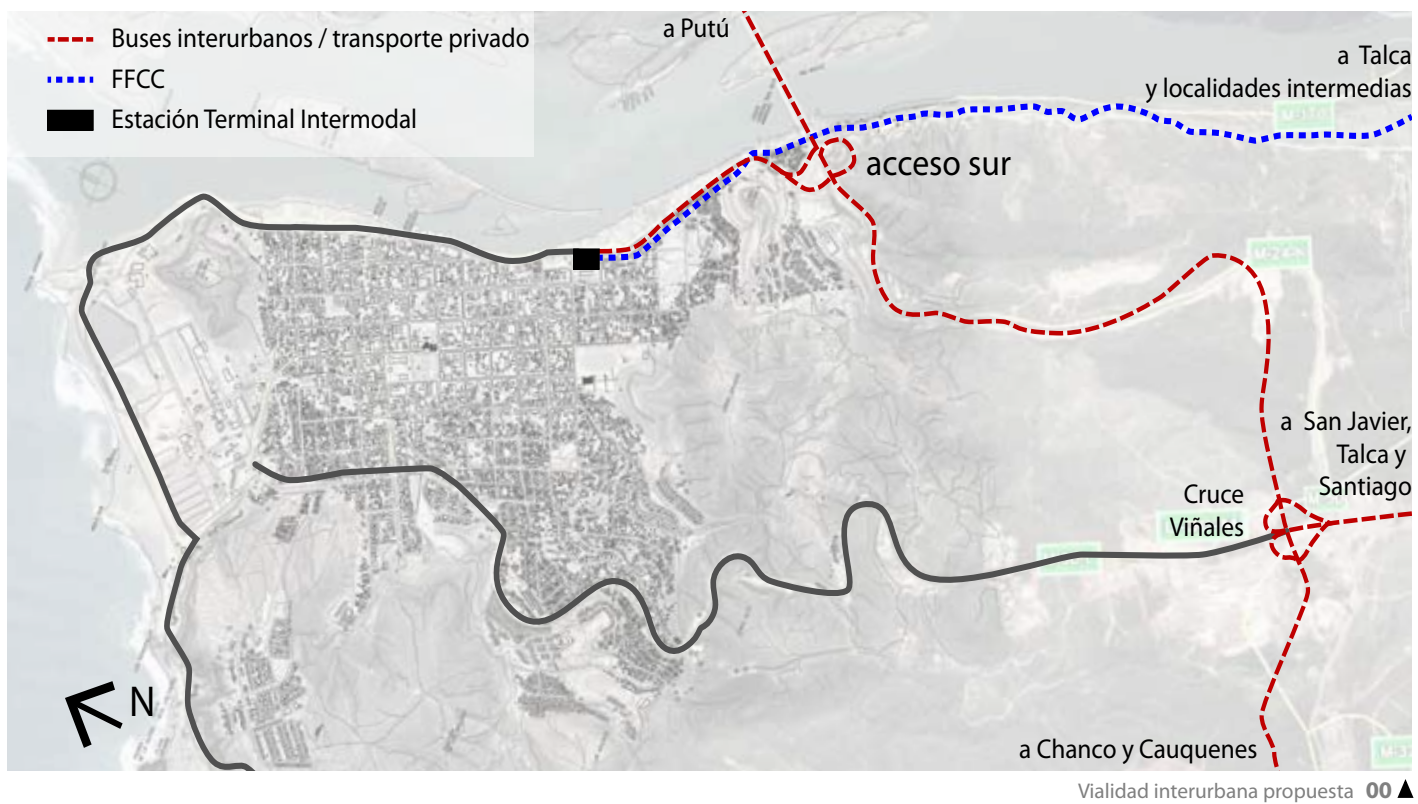 Buses interurbanos / transporte privado
FFCC
Estación Terminal Intermodal
a Putú
a Talca
y localidades intermedias
acceso sur
a San Javier,
Talca y
Santiago
Cruce
Viñales
N
a Chanco y Cauquenes
Vialidad interurbana propuesta 00